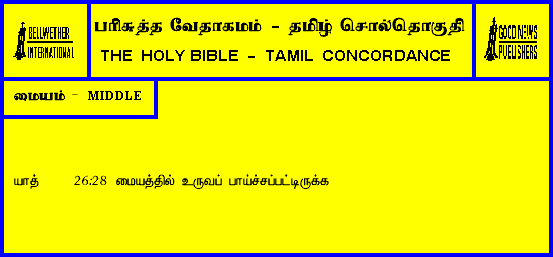 BELLWETHER
INTERNATIONAL
பரிசுத்த வேதாகமம் - தமிழ் சொல்தொகுதி
THE HOLY BIBLE - TAMIL CONCORDANCE
GOOD NEWS
PUBLISHERS
மையம் - MIDDLE
யாத் 26:28 மையத்தில் உருவப் பாய்ச்சப்பட்டிருக்க